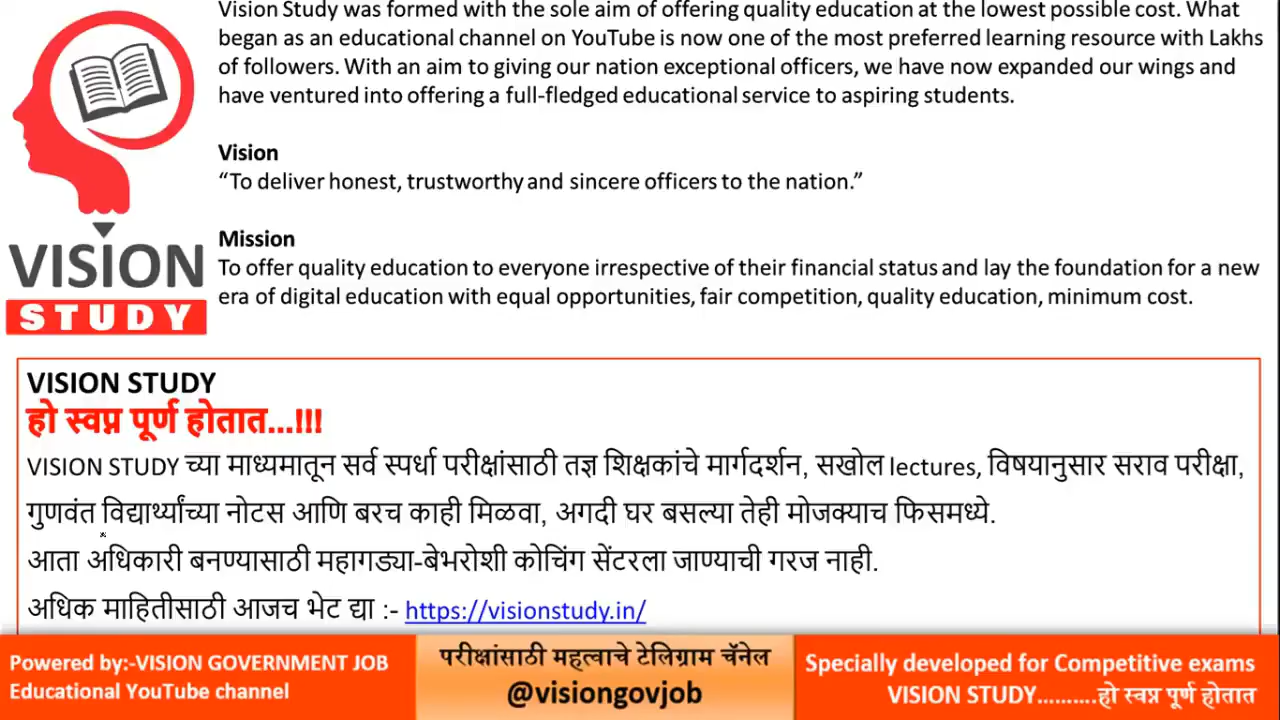 Vision Study was formed with the sole aim of offering quality education at the lowest possible cost. What
began as an educational channel on YouTube is now one of the most preferred learning resource with Lakhs
of followers. With an aim to giving our nation exceptional officers, we have now expanded our wings and
have ventured into offering a full-fledged educational service to aspiring students.
Vision
“To deliver honest, trustworthy and sincere officers to the nation.”
Mission
To offer quality education to everyone irrespective of their financial status and lay the foundation for a new
era of digital education with equal opportunities, fair competition, quality education, minimum cost.
VISION
STUDY
VISION STUDY
हो स्वप्न पूर्ण होतात...!!!
VISION STUDY च्या माध्यमातून सर्व स्पर्धा परीक्षांसाठी तज्ञ शिक्षकांचे मार्गदर्शन, सखोल lectures, विषयानुसार सराव परीक्षा,
गुणवंत विद्यार्थ्यांच्या नोटस आणि बरच काही मिळवा, अगदी घर बसल्या तेही मोजक्याच फिसमध्ये.
आता अधिकारी बनण्यासाठी महागड्या-बेभरोशी कोचिंग सेंटरला जाण्याची गरज नाही.
अधिक माहितीसाठी आजच भेट द्या :- https://visionstudy.in/
Powered by:-VISION GOVERNMENT JOB
Educational YouTube channel
परीक्षांसाठी महत्वाचे टेलिग्राम चॅनेल
@visiongovjob
Specially developed for Competitive exams
VISION STUDY..........हो स्वप्न पूर्ण होतात